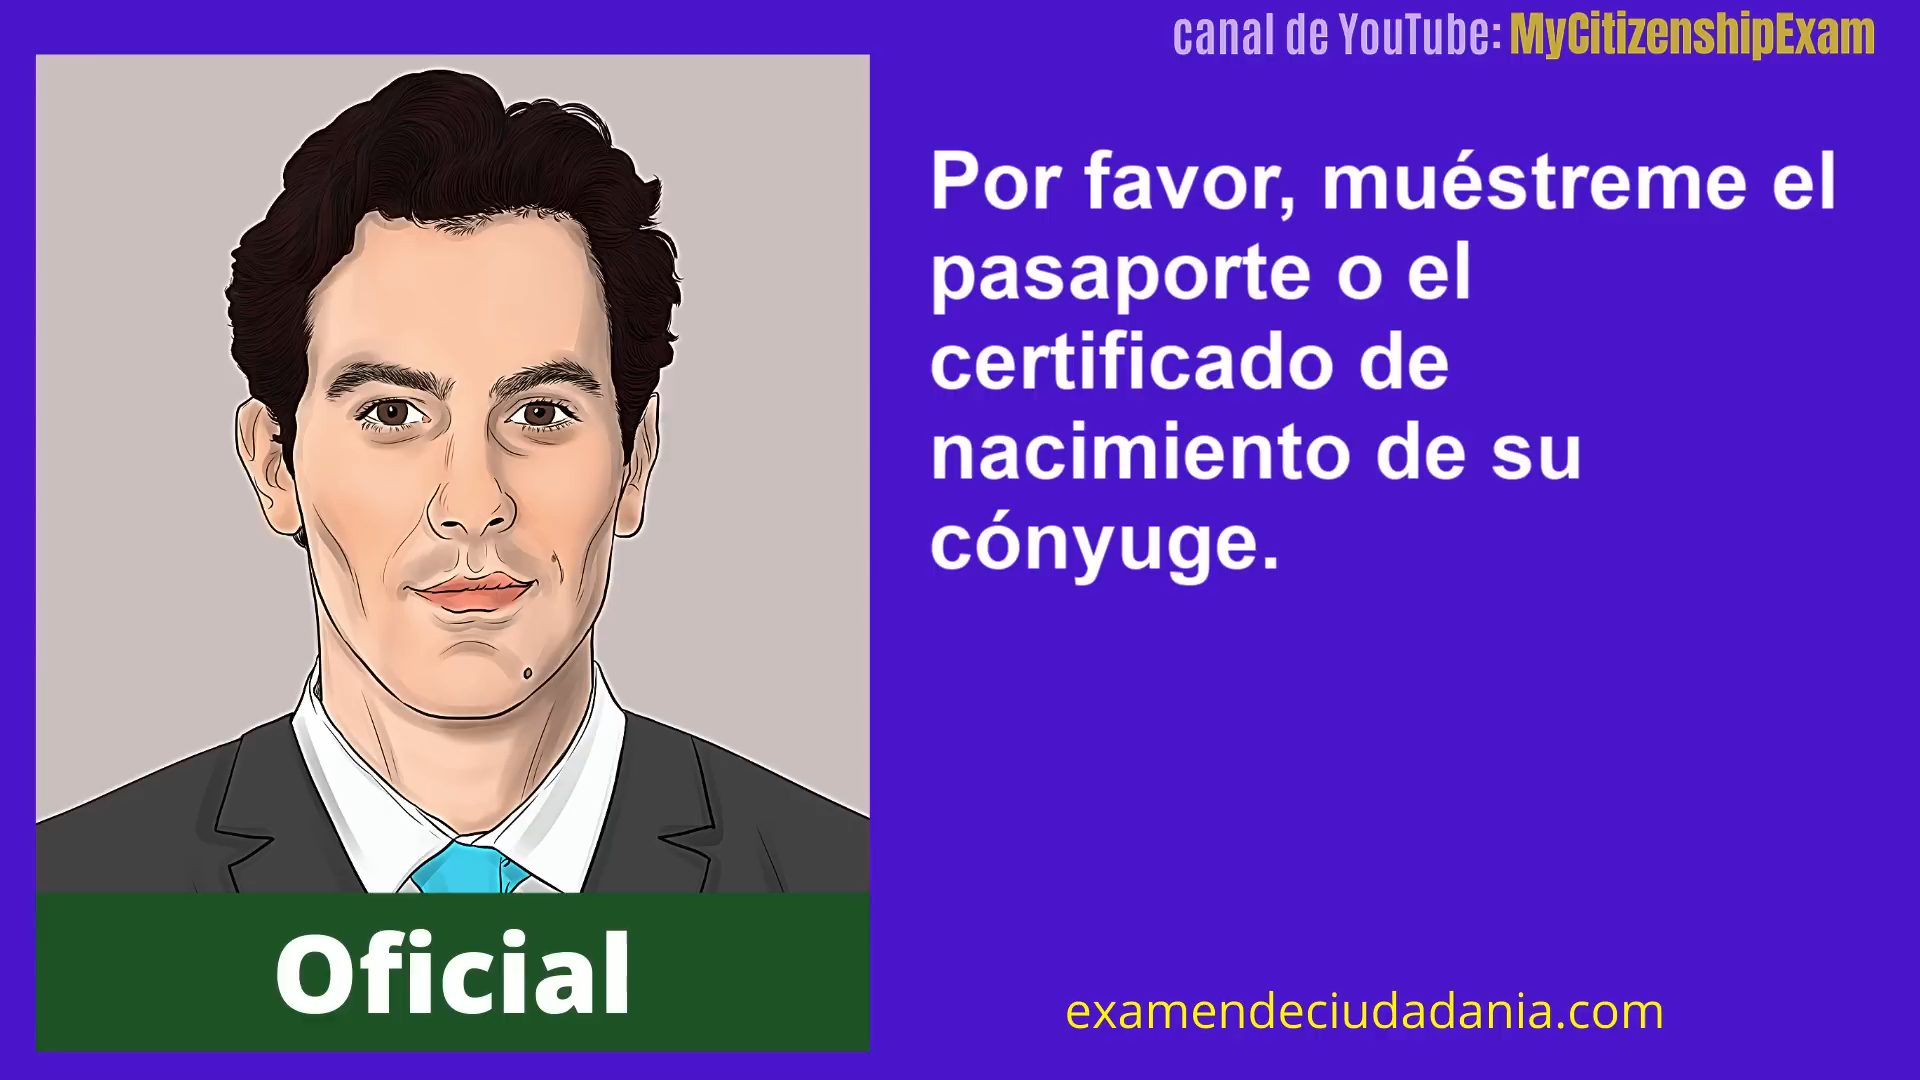 canal de YouTube: MyCitizenshipExam
Por favor, muéstreme el
pasaporte o el
certificado de
nacimiento de su
cónyuge.
Oficial
examendeciudadania.com